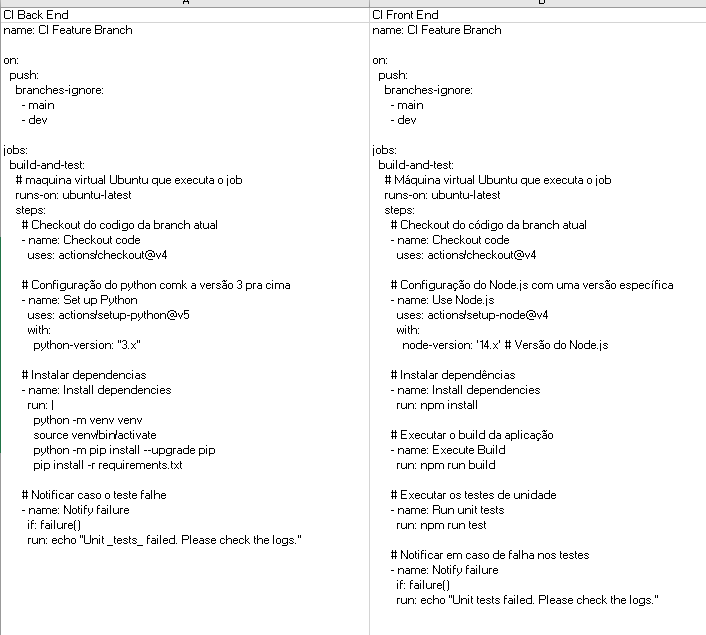 CI Back End
name: CI Feature Branch
on:
push:
branches-ignore:
- main
- dev
jobs:
build-and-test:
# maquina virtual Ubuntu que executa o job
runs-on: ubuntu-latest
steps:
# Checkout do codigo da branch atual
- name: Checkout code
uses: actions/checkout@v4
# Configuração do python comk a versão 3 pra cima
- name: Set up Python
uses: actions/setup-python@v5
with:
python-version: "3.x"
# Instalar dependencias
- name: Install dependencies
run: |
python -m venv venv
source venv/bin/activate
python -m pip install --upgrade pip
pip install -r requirements.txt
# Notificar caso o teste falhe
- name: Notify failure
if: failure()
run: echo "Unit _tests_ failed. Please check the logs."
CI Front End
name: CI Feature Branch
on:
push:
branches-ignore:
- main
- dev
jobs:
build-and-test:
# Máquina virtual Ubuntu que executa o job
runs-on: ubuntu-latest
steps:
# Checkout do código da branch atual
- name: Checkout code
uses: actions/checkout@v4
# Configuração do Node.js com uma versão específica
- name: Use Node.js
uses: actions/setup-node@v4
with:
node-version: '14.x' # Versão do Node.js
# Instalar dependências
- name: Install dependencies
run: npm install
# Executar o build da aplicação
- name: Execute Build
run: npm run build
# Executar os testes de unidade
- name: Run unit tests
run: npm run test
# Notificar em caso de falha nos testes
- name: Notify failure
if: failure()
run: echo "Unit tests failed. Please check the logs."